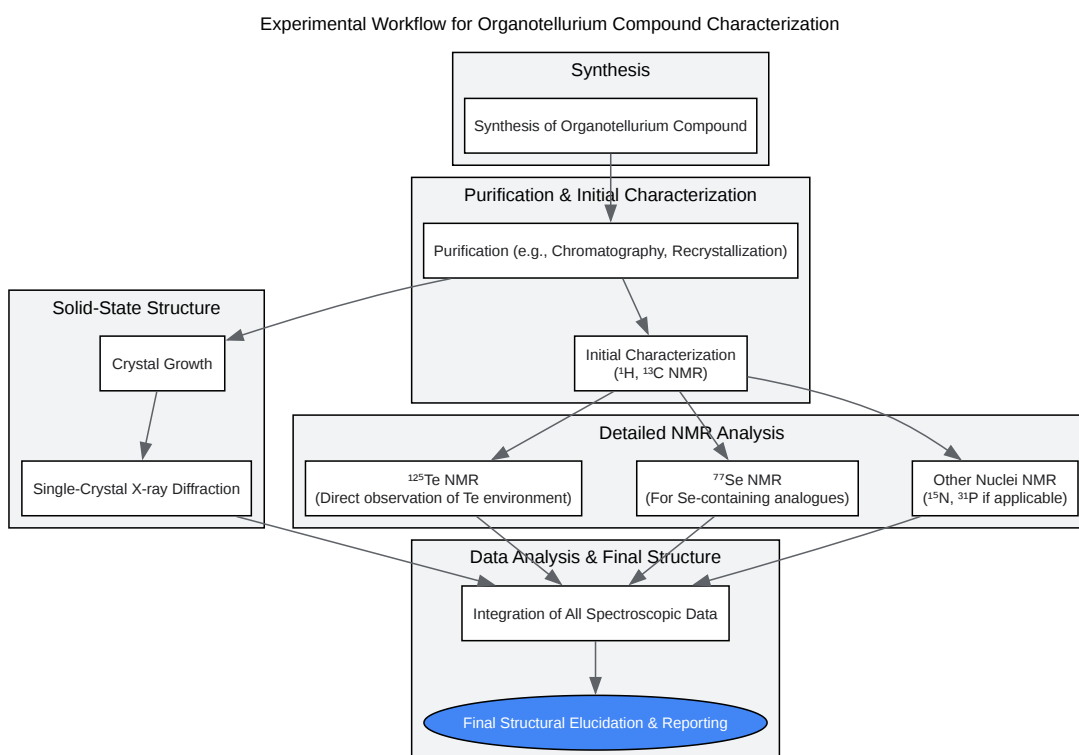 Experimental Workflow for Organotellurium Compound Characterization
Synthesis
Synthesis of Organotellurium Compound
Purification & Initial Characterization
Purification (e.g., Chromatography, Recrystallization)
Solid-State Structure
Crystal Growth
Initial Characterization
(¹H, ¹³C NMR)
Detailed NMR Analysis
Single-Crystal X-ray Diffraction
¹²⁵Te NMR
(Direct observation of Te environment)
⁷⁷Se NMR
(For Se-containing analogues)
Other Nuclei NMR
(¹⁵N, ³¹P if applicable)
Data Analysis & Final Structure
Integration of All Spectroscopic Data
Final Structural Elucidation & Reporting